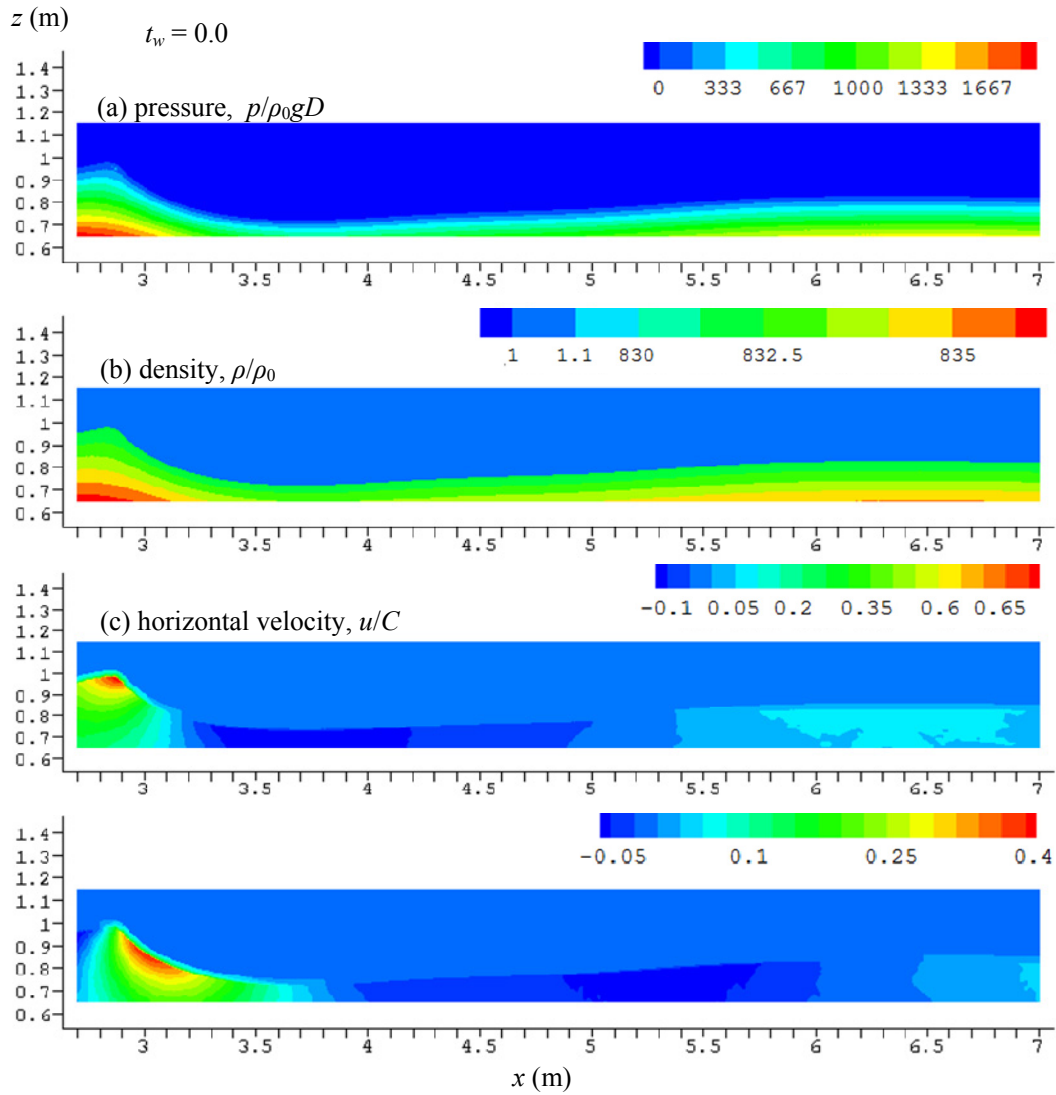 z (m)
t_w = 0.0
1.4
1.3
1.2
1.1
1
0.9
0.8
0.7
0.6
0 333 667 1000 1333 1667
(a) pressure, p/ρ₀gD
3 3.5 4 4.5 5 5.5 6 6.5 7
1.4
1.3
1.2
1.1
1
0.9
0.8
0.7
0.6
.1 1.1 830 832.5 835
(b) density, ρ/ρ₀
3 3.5 4 4.5 5 5.5 6 6.5 7
1.4
1.3
1.2
1.1
1
0.9
0.8
0.7
0.6
-0.1 0.05 0.2 0.35 0.6 0.65
(c) horizontal velocity, u/C
3 3.5 4 4.5 5 5.5 6 6.5 7
1.4
1.3
1.2
1.1
1
0.9
0.8
0.7
0.6
-0.05 0.1 0.25 0.4
3 3.5 4 4.5 5 5.5 6 6.5 7
x (m)